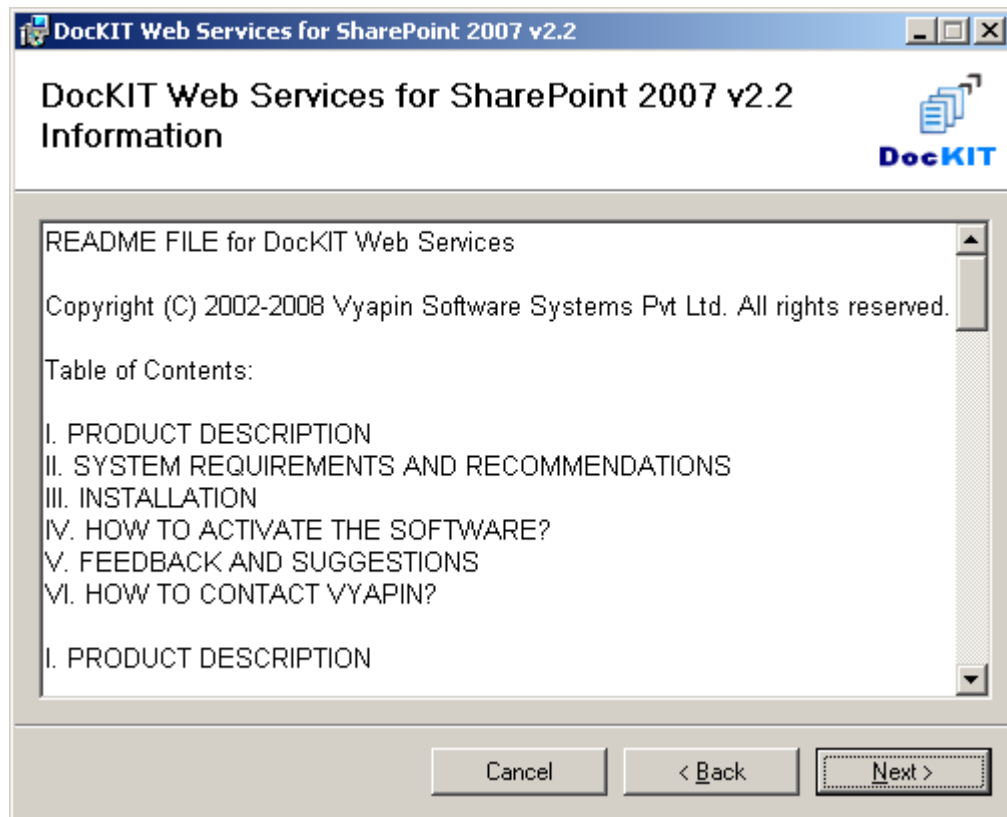 DocKIT Web Services for SharePoint 2007 v2.2
DocKIT Web Services for SharePoint 2007 v2.2
Information
DocKIT
README FILE for DocKIT Web Services
Copyright (C) 2002-2008 Vyapin Software Systems Pvt Ltd. All rights reserved.
Table of Contents:
I. PRODUCT DESCRIPTION
II. SYSTEM REQUIREMENTS AND RECOMMENDATIONS
III. INSTALLATION
IV. HOW TO ACTIVATE THE SOFTWARE?
V. FEEDBACK AND SUGGESTIONS
VI. HOW TO CONTACT VYAPIN?
I. PRODUCT DESCRIPTION
Cancel
< Back
Next >